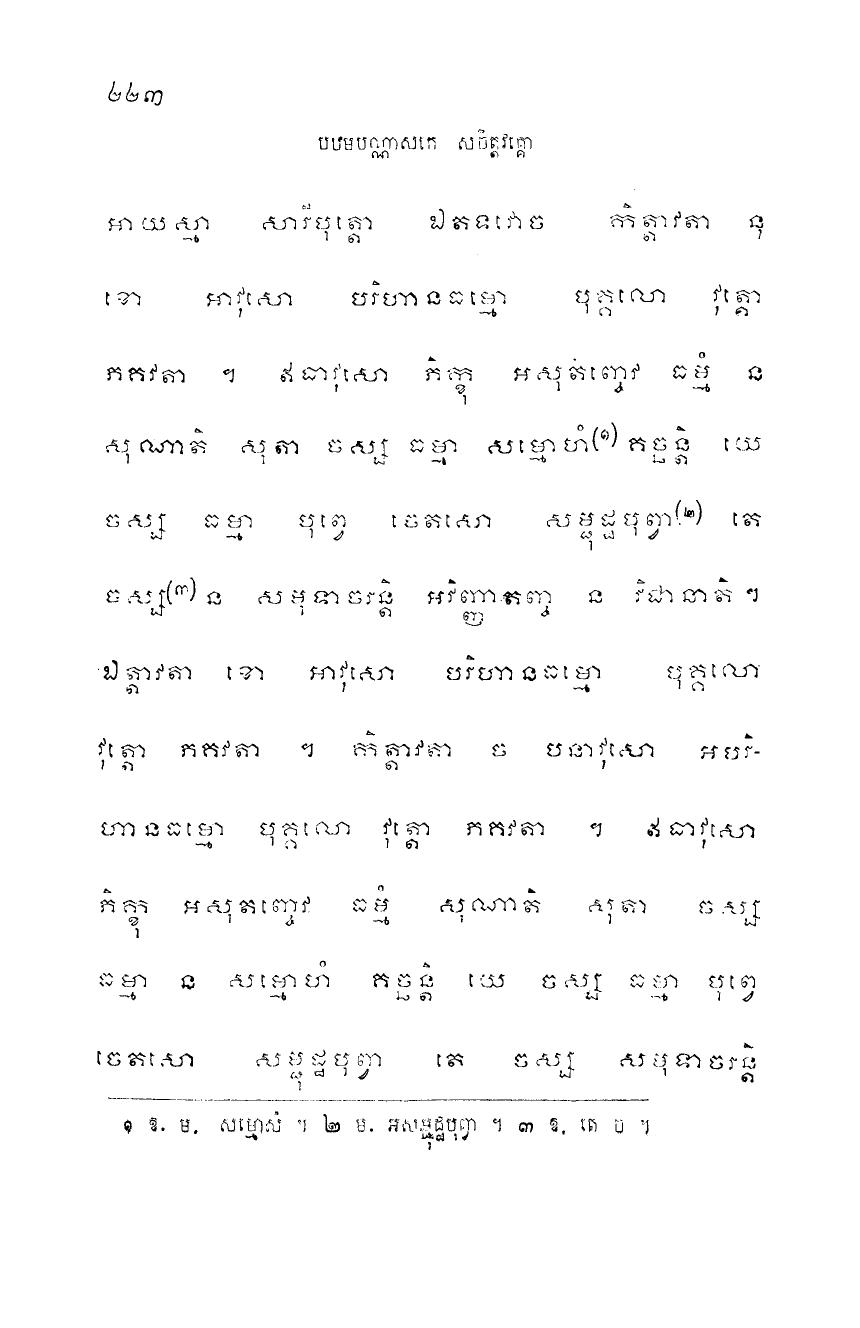 ២២៣
បឋមបណ្ណាសកេ សចិត្តវគ្គោ
អាយស្មា សារីបុត្តោ ឯតទវោច កិត្តាវតា នុ
ខោ អាវុសោ បរិហានធម្មោ បុគ្គលោ វុត្តោ
ភគវតា ។ ឥធាវុសោ ភិក្ខុ អសុតញ្ចេវ ធម្មំ ន
សុណាតិ សុតា ចស្ស ធម្មា សម្មោហំ(១) គច្ឆន្តិ យេ
ចស្ស ធម្មា បុព្វេ ចេតសោ សម្ផុដ្ឋបុព្វា(២) តេ
ចស្ស(៣) ន សមុទាចរន្តិ អវិញ្ញាតញ្ច ន វិជានាតិ ។
ឯត្តាវតា ខោ អាវុសោ បរិហានធម្មោ បុគ្គលោ
វុត្តោ ភគវតា ។ កិត្តាវតា ច បនាវុសោ អបរិ-
ហានធម្មោ បុគ្គលោ វុត្តោ ភគវតា ។ ឥធាវុសោ
ភិក្ខុ អសុតញ្ចេវ ធម្មំ សុណាតិ សុតា ចស្ស
ធម្មា ន សម្មោហំ គច្ឆន្តិ យេ ចស្ស ធម្មា បុព្វេ
ចេតសោ សម្ផុដ្ឋបុព្វា តេ ចស្ស សមុទាចរន្តិ
១ ឱ. ម. សម្មោសំ ។ ២ ម. អសម្ផុដ្ឋបុព្វា ។ ៣ ឱ. តេ ច ។